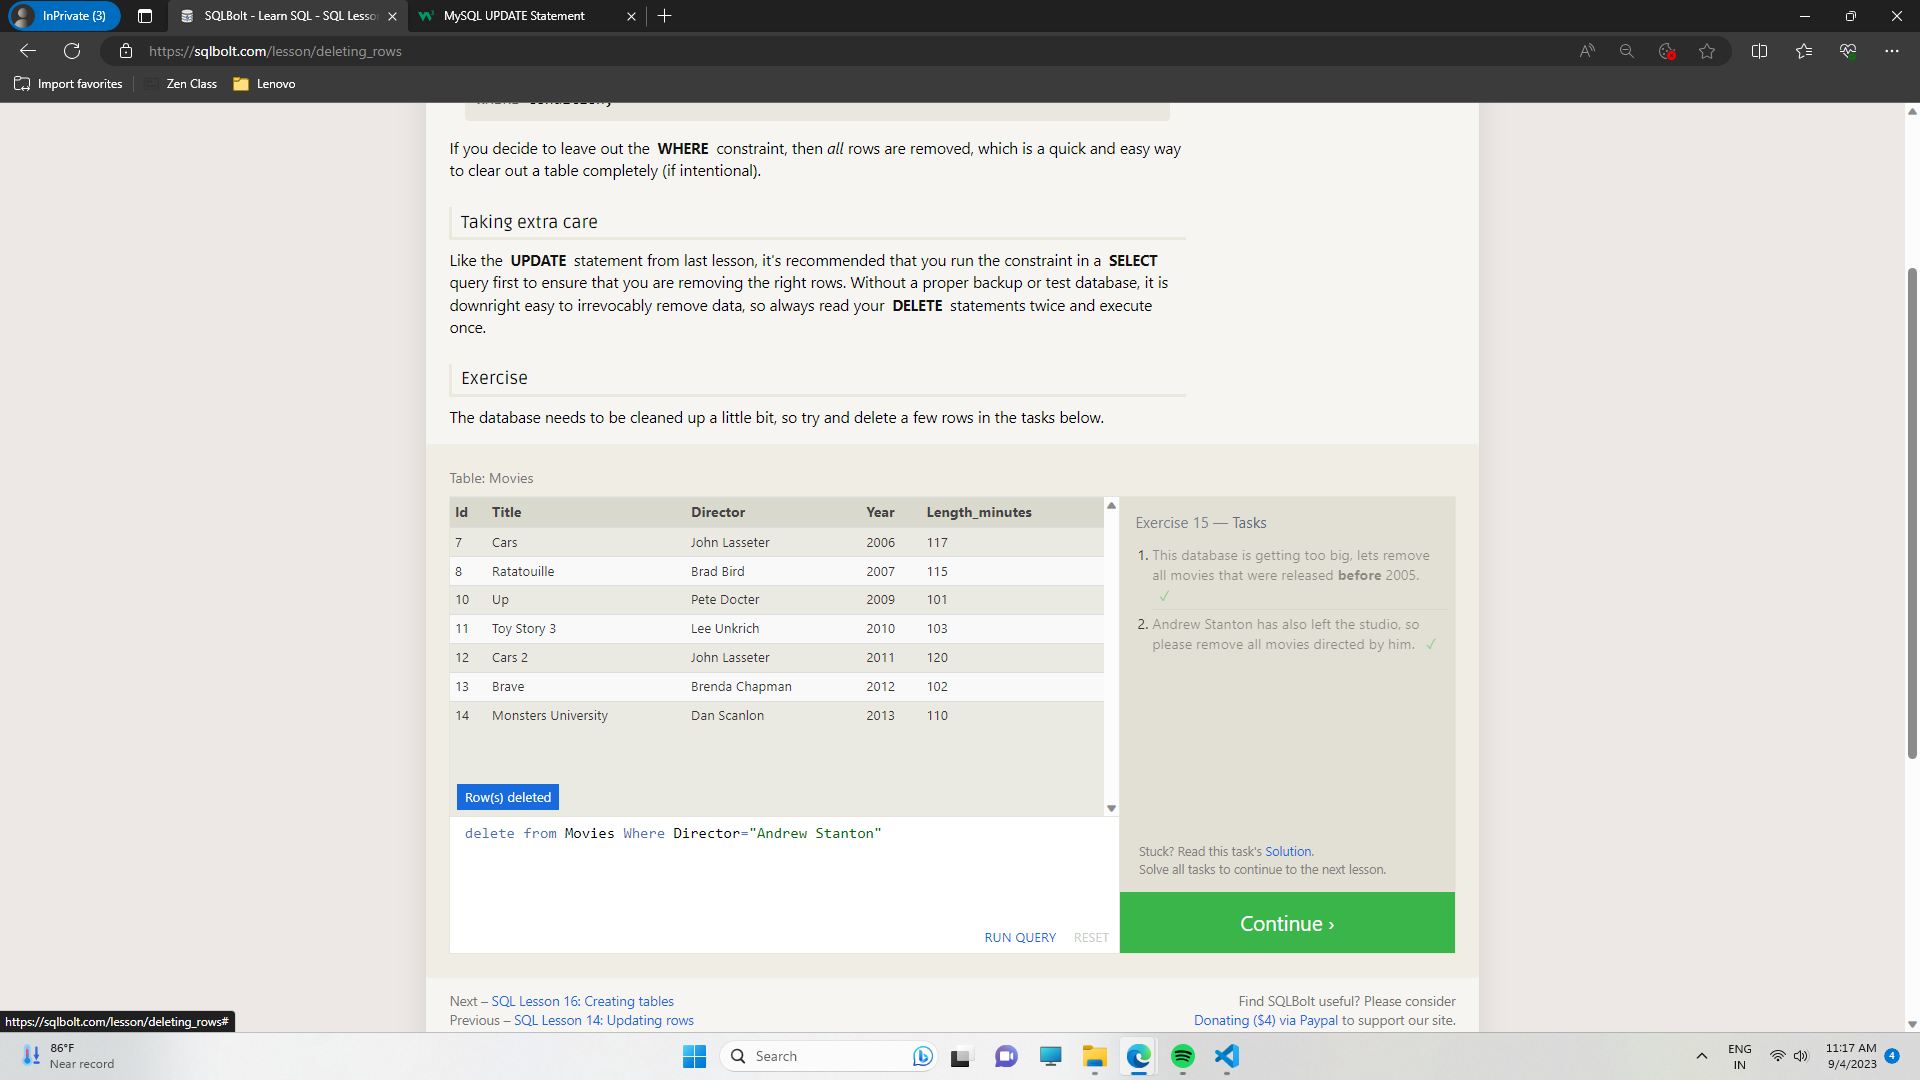 InPrivate (3)
SQLBolt - Learn SQL - SQL Lesso
MySQL UPDATE Statement
https://sqlbolt.com/lesson/deleting_rows
Import favorites
Zen Class
Lenovo
If you decide to leave out the WHERE constraint, then all rows are removed, which is a quick and easy way
to clear out a table completely (if intentional).
Taking extra care
Like the UPDATE statement from last lesson, it's recommended that you run the constraint in a SELECT
query first to ensure that you are removing the right rows. Without a proper backup or test database, it is
downright easy to irrevocably remove data, so always read your DELETE statements twice and execute
once.
Exercise
The database needs to be cleaned up a little bit, so try and delete a few rows in the tasks below.
Table: Movies
Id Title Director Year Length_minutes
7 Cars John Lasseter 2006 117
8 Ratatouille Brad Bird 2007 115
10 Up Pete Docter 2009 101
11 Toy Story 3 Lee Unkrich 2010 103
12 Cars 2 John Lasseter 2011 120
13 Brave Brenda Chapman 2012 102
14 Monsters University Dan Scanlon 2013 110
Row(s) deleted
delete from Movies Where Director="Andrew Stanton"
RUN QUERY RESET
Exercise 15 — Tasks
1. This database is getting too big, lets remove
all movies that were released before 2005.
✓
2. Andrew Stanton has also left the studio, so
please remove all movies directed by him. ✓
Stuck? Read this task's Solution.
Solve all tasks to continue to the next lesson.
Continue ›
Next – SQL Lesson 16: Creating tables
Previous – SQL Lesson 14: Updating rows
Find SQLBolt useful? Please consider
Donating ($4) via Paypal to support our site.
https://sqlbolt.com/lesson/deleting_rows#
86°F
Near record
Search
ENG
IN
11:17 AM
9/4/2023
4